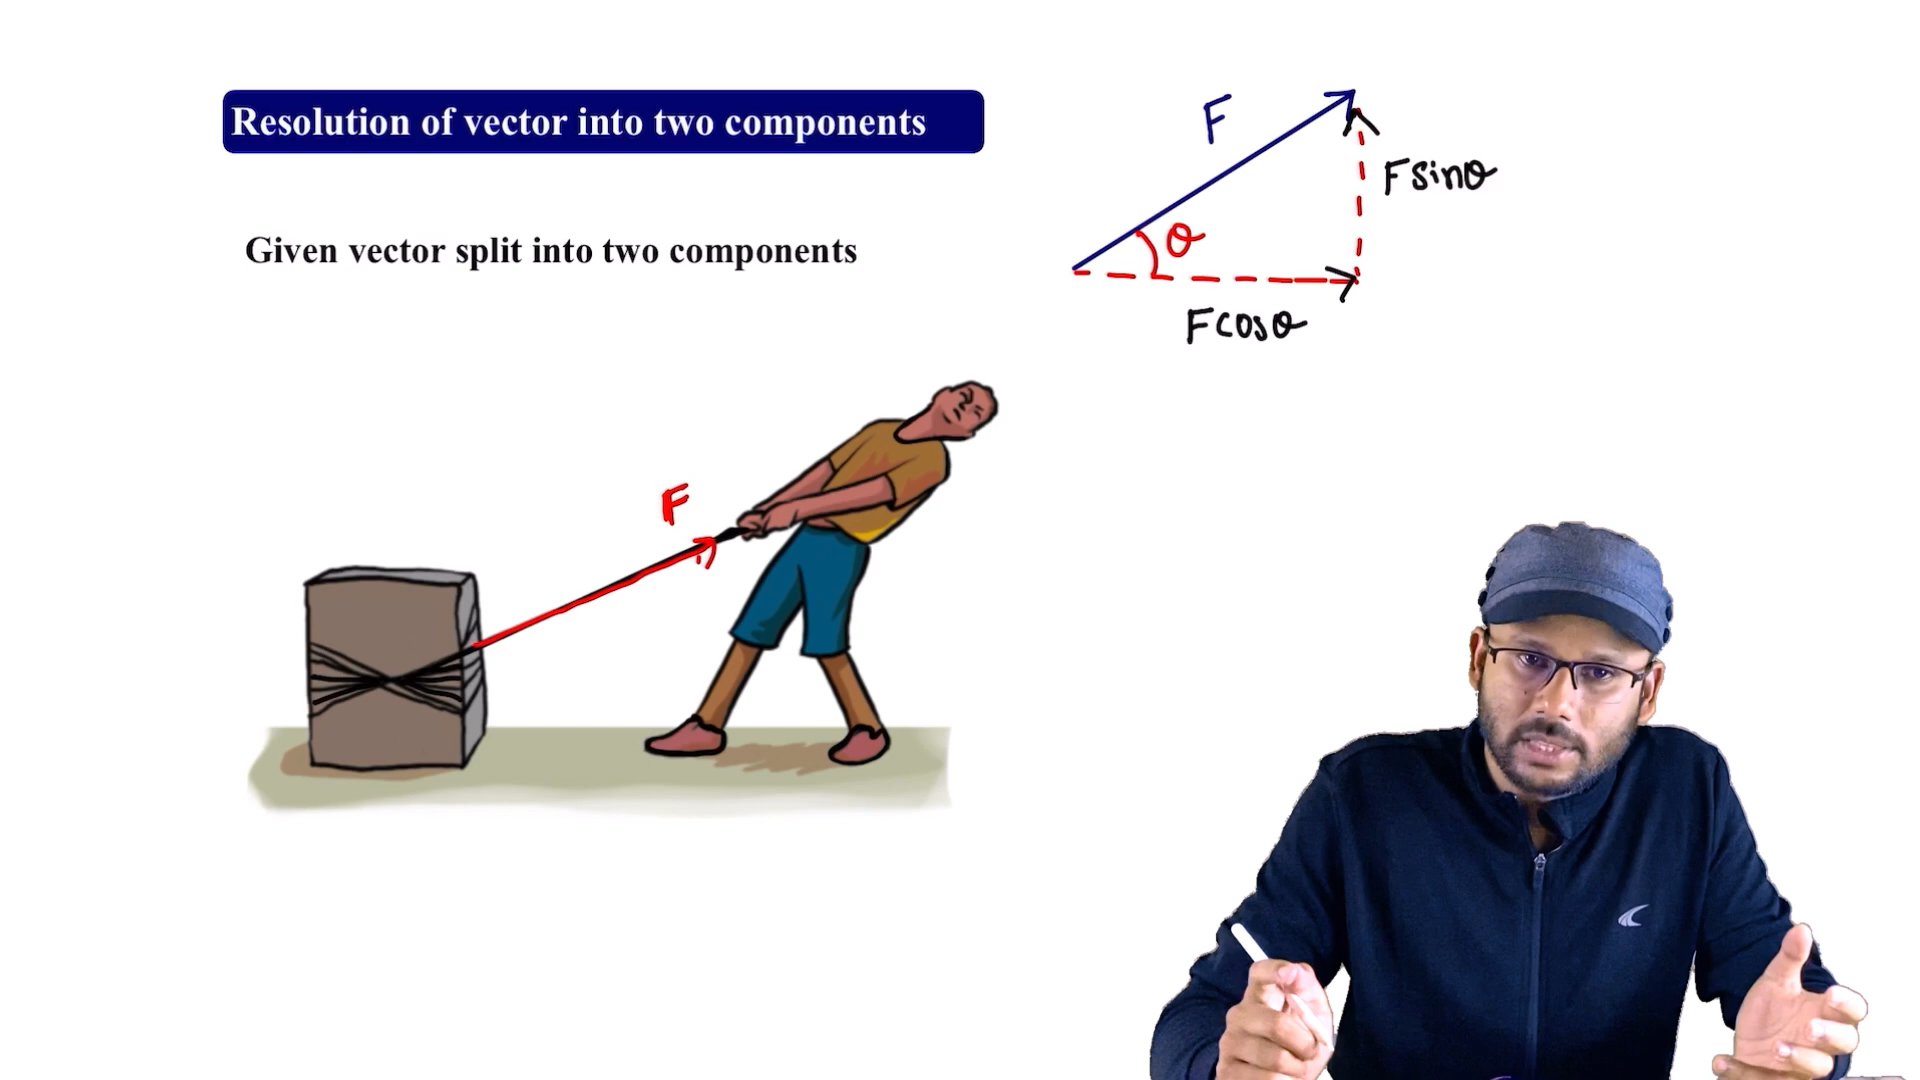 Resolution of vector into two components
Given vector split into two components
F
Fsinθ
θ
Fcosθ
F